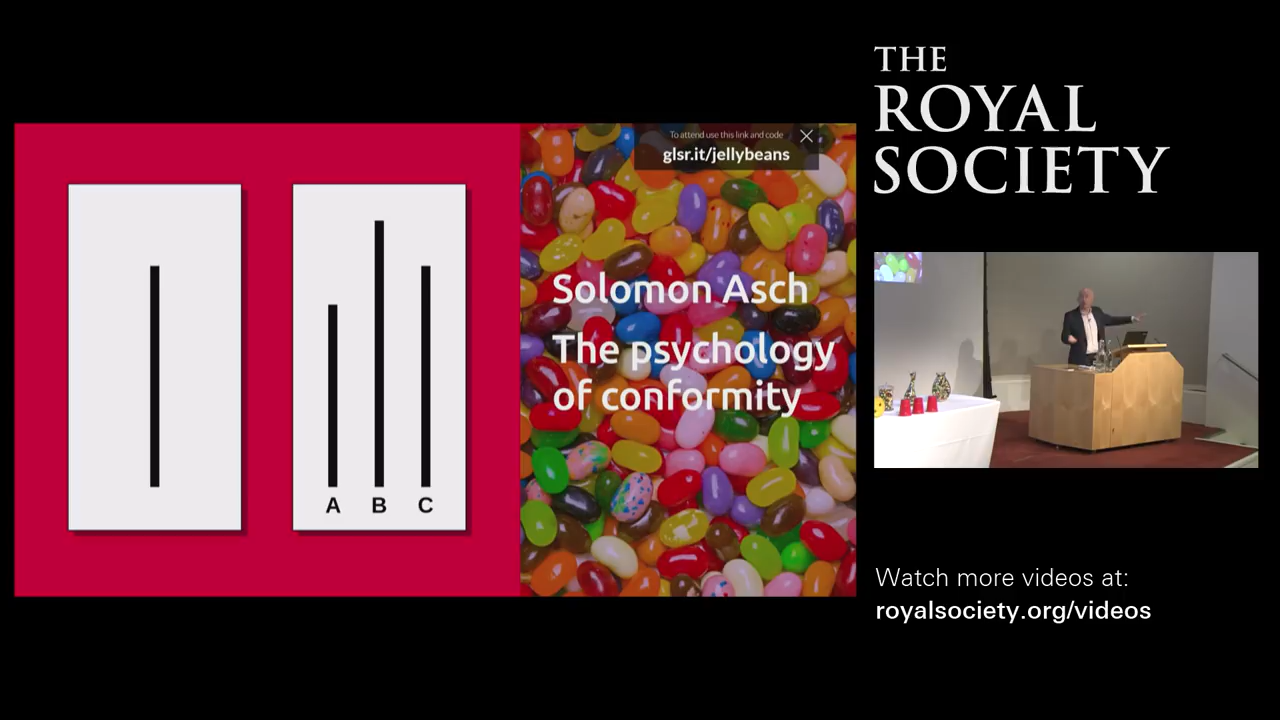 A B C
To attend use this link and code
glsr.it/jellybeans
Solomon Asch
The psychology
of conformity
THE
ROYAL
SOCIETY
Watch more videos at:
royalsociety.org/videos